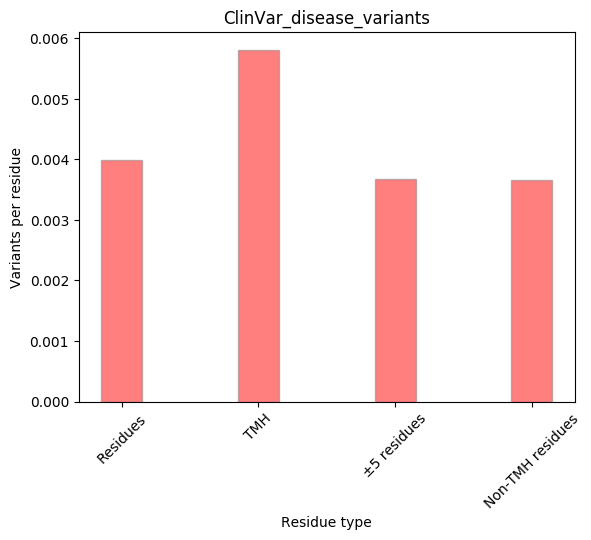 ClinVar_disease_variants
Variants per residue
0.006
0.005
0.004
0.003
0.002
0.001
0.000
Residues
TMH
±5 residues
Non-TMH residues
Residue type